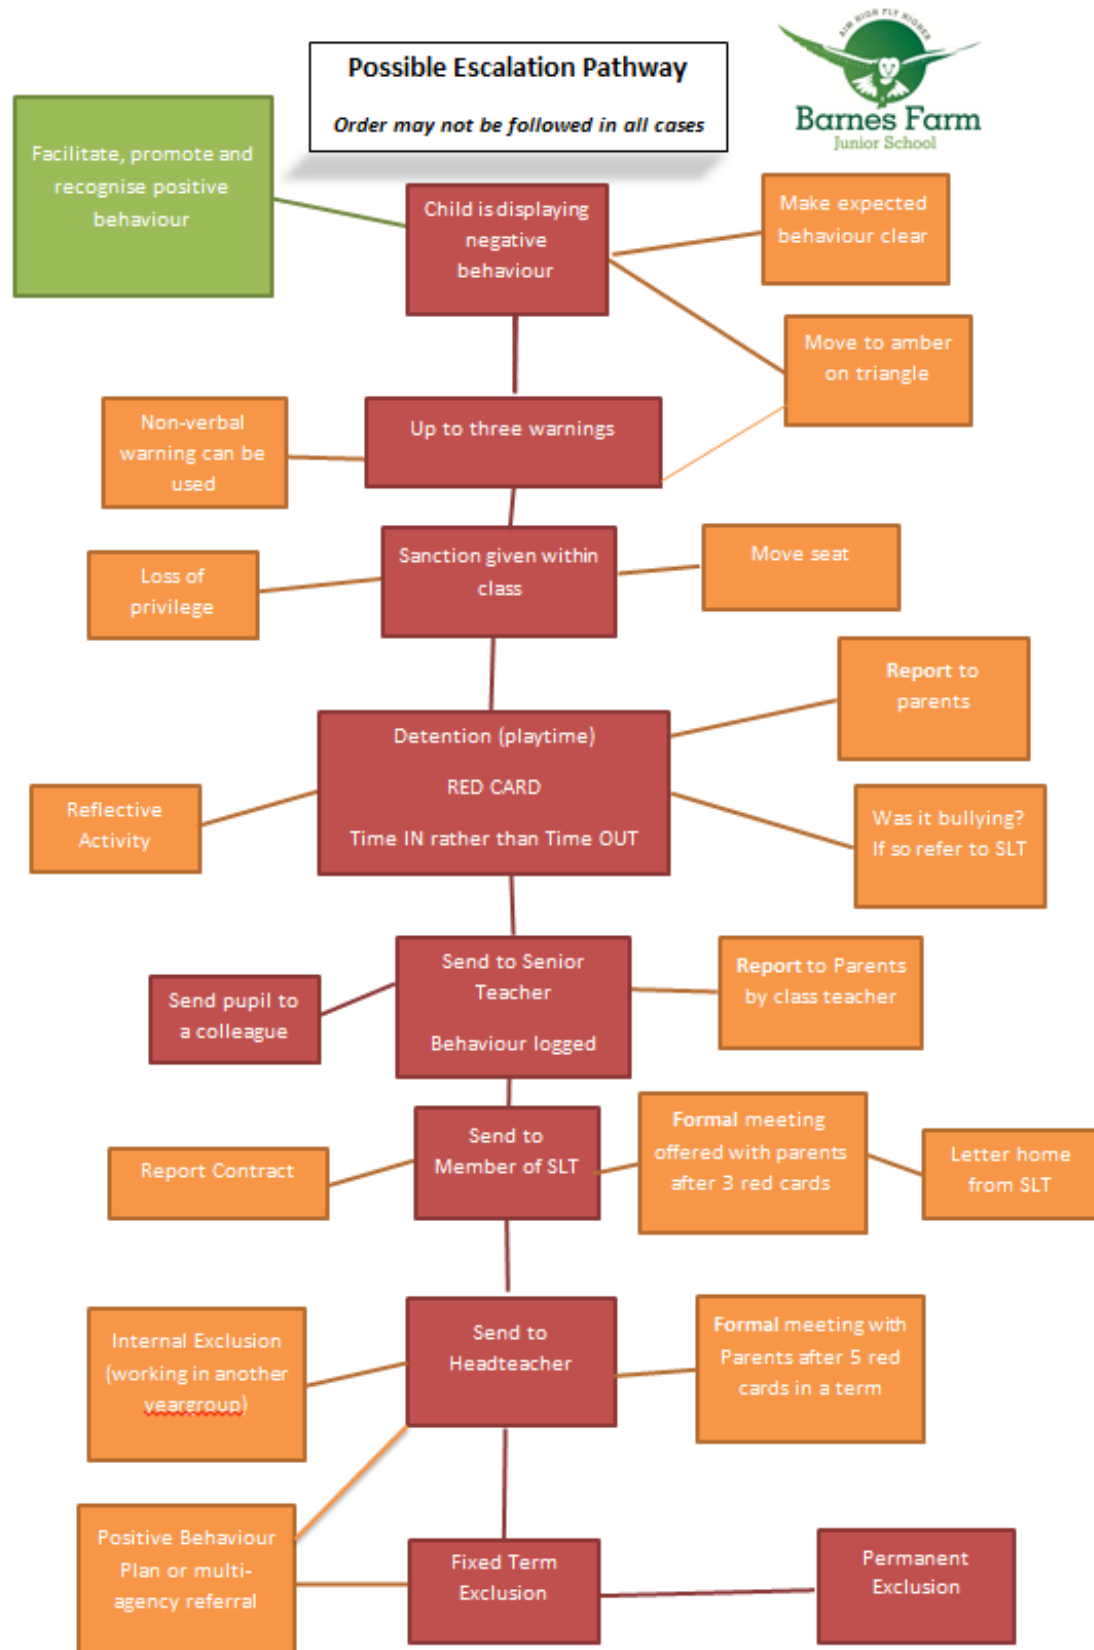 AIM HIGH FLY HIGHER
Barnes Farm
Junior School
Possible Escalation Pathway
Order may not be followed in all cases
Facilitate, promote and
recognise positive
behaviour
Child is displaying
negative
behaviour
Make expected
behaviour clear
Move to amber
on triangle
Non-verbal
warning can be
used
Up to three warnings
Loss of
privilege
Sanction given within
class
Move seat
Detention (playtime)
RED CARD
Time IN rather than Time OUT
Report to
parents
Reflective
Activity
Was it bullying?
If so refer to SLT
Send pupil to
a colleague
Send to Senior
Teacher
Behaviour logged
Report to Parents
by class teacher
Report Contract
Send to
Member of SLT
Formal meeting
offered with parents
after 3 red cards
Letter home
from SLT
Internal Exclusion
(working in another
yeargroup)
Send to
Headteacher
Formal meeting with
Parents after 5 red
cards in a term
Positive Behaviour
Plan or multi-
agency referral
Fixed Term
Exclusion
Permanent
Exclusion